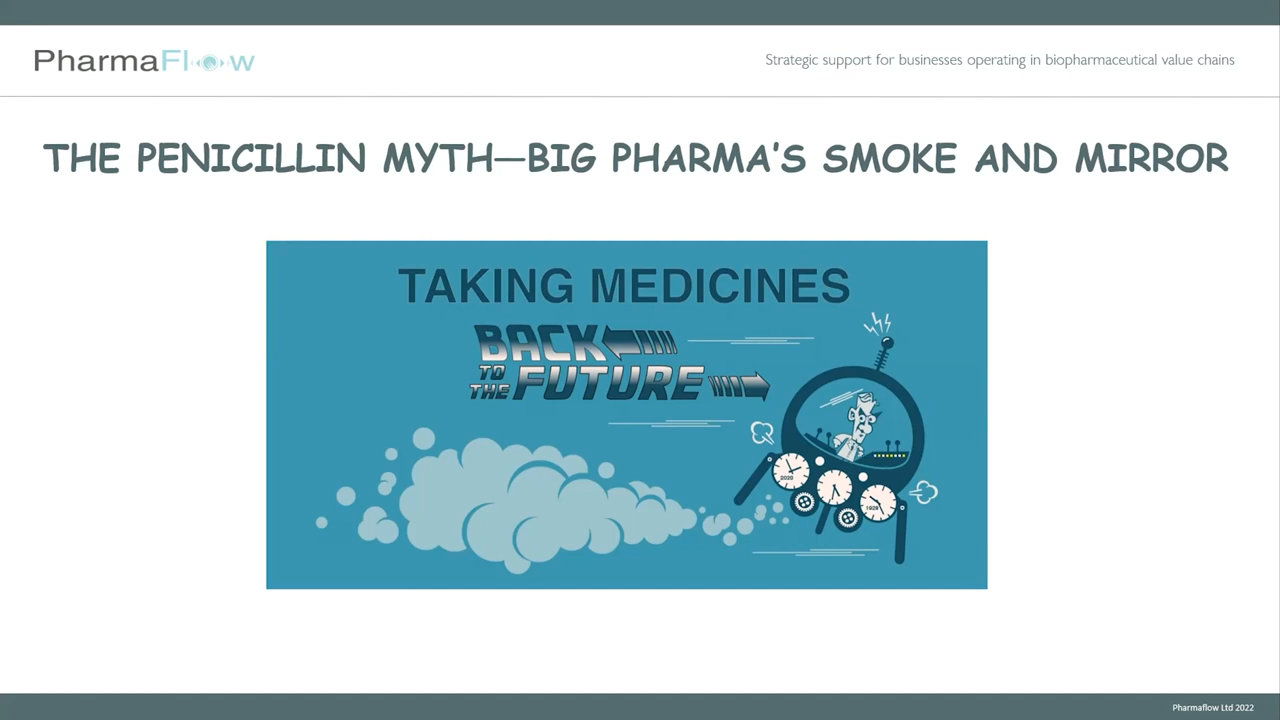 PharmaFlow
Strategic support for businesses operating in biopharmaceutical value chains
THE PENICILLIN MYTH—BIG PHARMA'S SMOKE AND MIRROR
TAKING MEDICINES
BACK
TO
THE FUTURE
2020
1928
Pharmaflow Ltd 2022